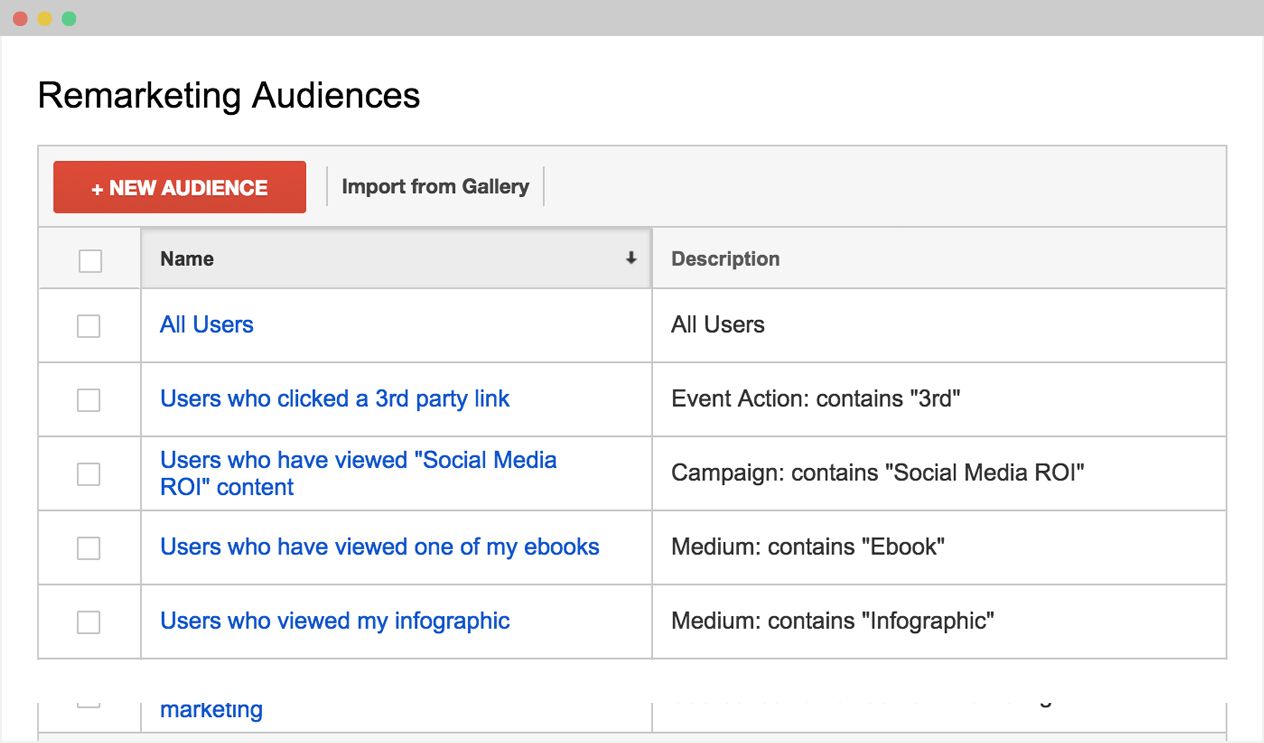 Remarketing Audiences
+ NEW AUDIENCE
Import from Gallery
Name
Description
All Users
All Users
Users who clicked a 3rd party link
Event Action: contains "3rd"
Users who have viewed "Social Media
ROI" content
Campaign: contains "Social Media ROI"
Users who have viewed one of my ebooks
Medium: contains "Ebook"
Users who viewed my infographic
Medium: contains "Infographic"
marketing